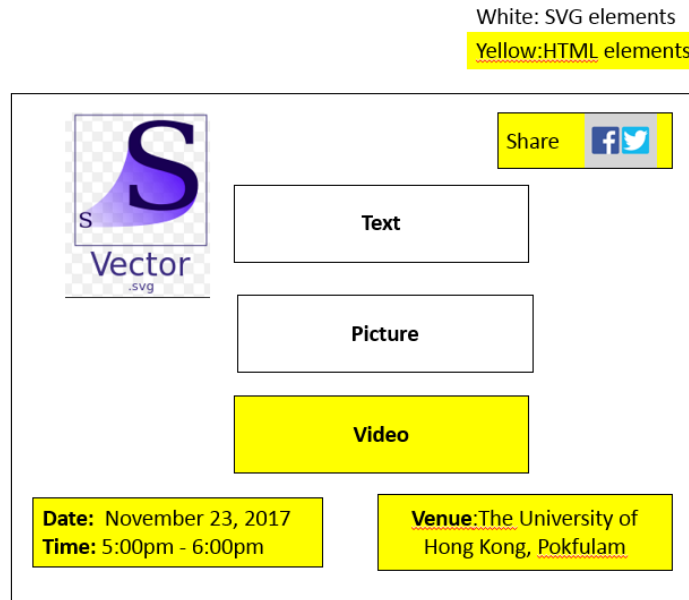 White: SVG elements
Yellow:HTML elements
Share
S
s
Vector
.svg
Text
Picture
Video
Date: November 23, 2017
Time: 5:00pm - 6:00pm
Venue:The University of
Hong Kong, Pokfulam